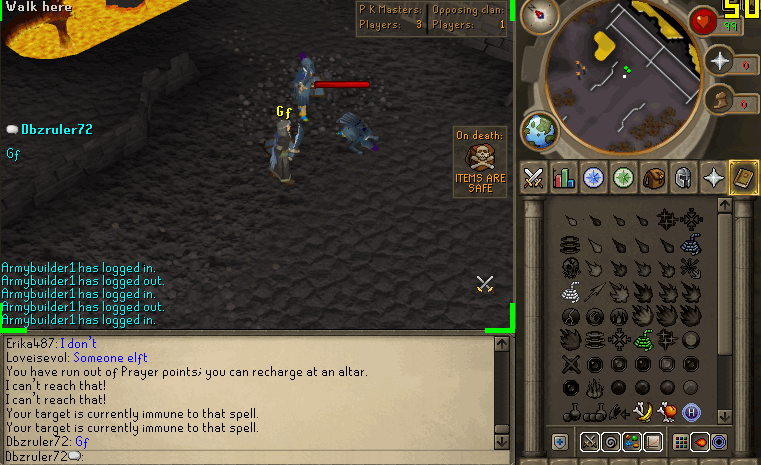 Walk here
P K Masters: Opposing clan:
Players: 3 Players: 1
50
99
0
0
Gf
Dbzruler72
Gf
On death:
ITEMS ARE
SAFE
Armybuilder1 has logged in.
Armybuilder1 has logged out.
Armybuilder1 has logged in.
Armybuilder1 has logged out.
Armybuilder1 has logged in.
Erika487: I don't
Loveisevol: Someone elft
You have run out of Prayer points; you can recharge at an altar.
I can't reach that!
I can't reach that!
Your target is currently immune to that spell.
Your target is currently immune to that spell.
Dbzruler72: Gf
Dbzruler72:
H